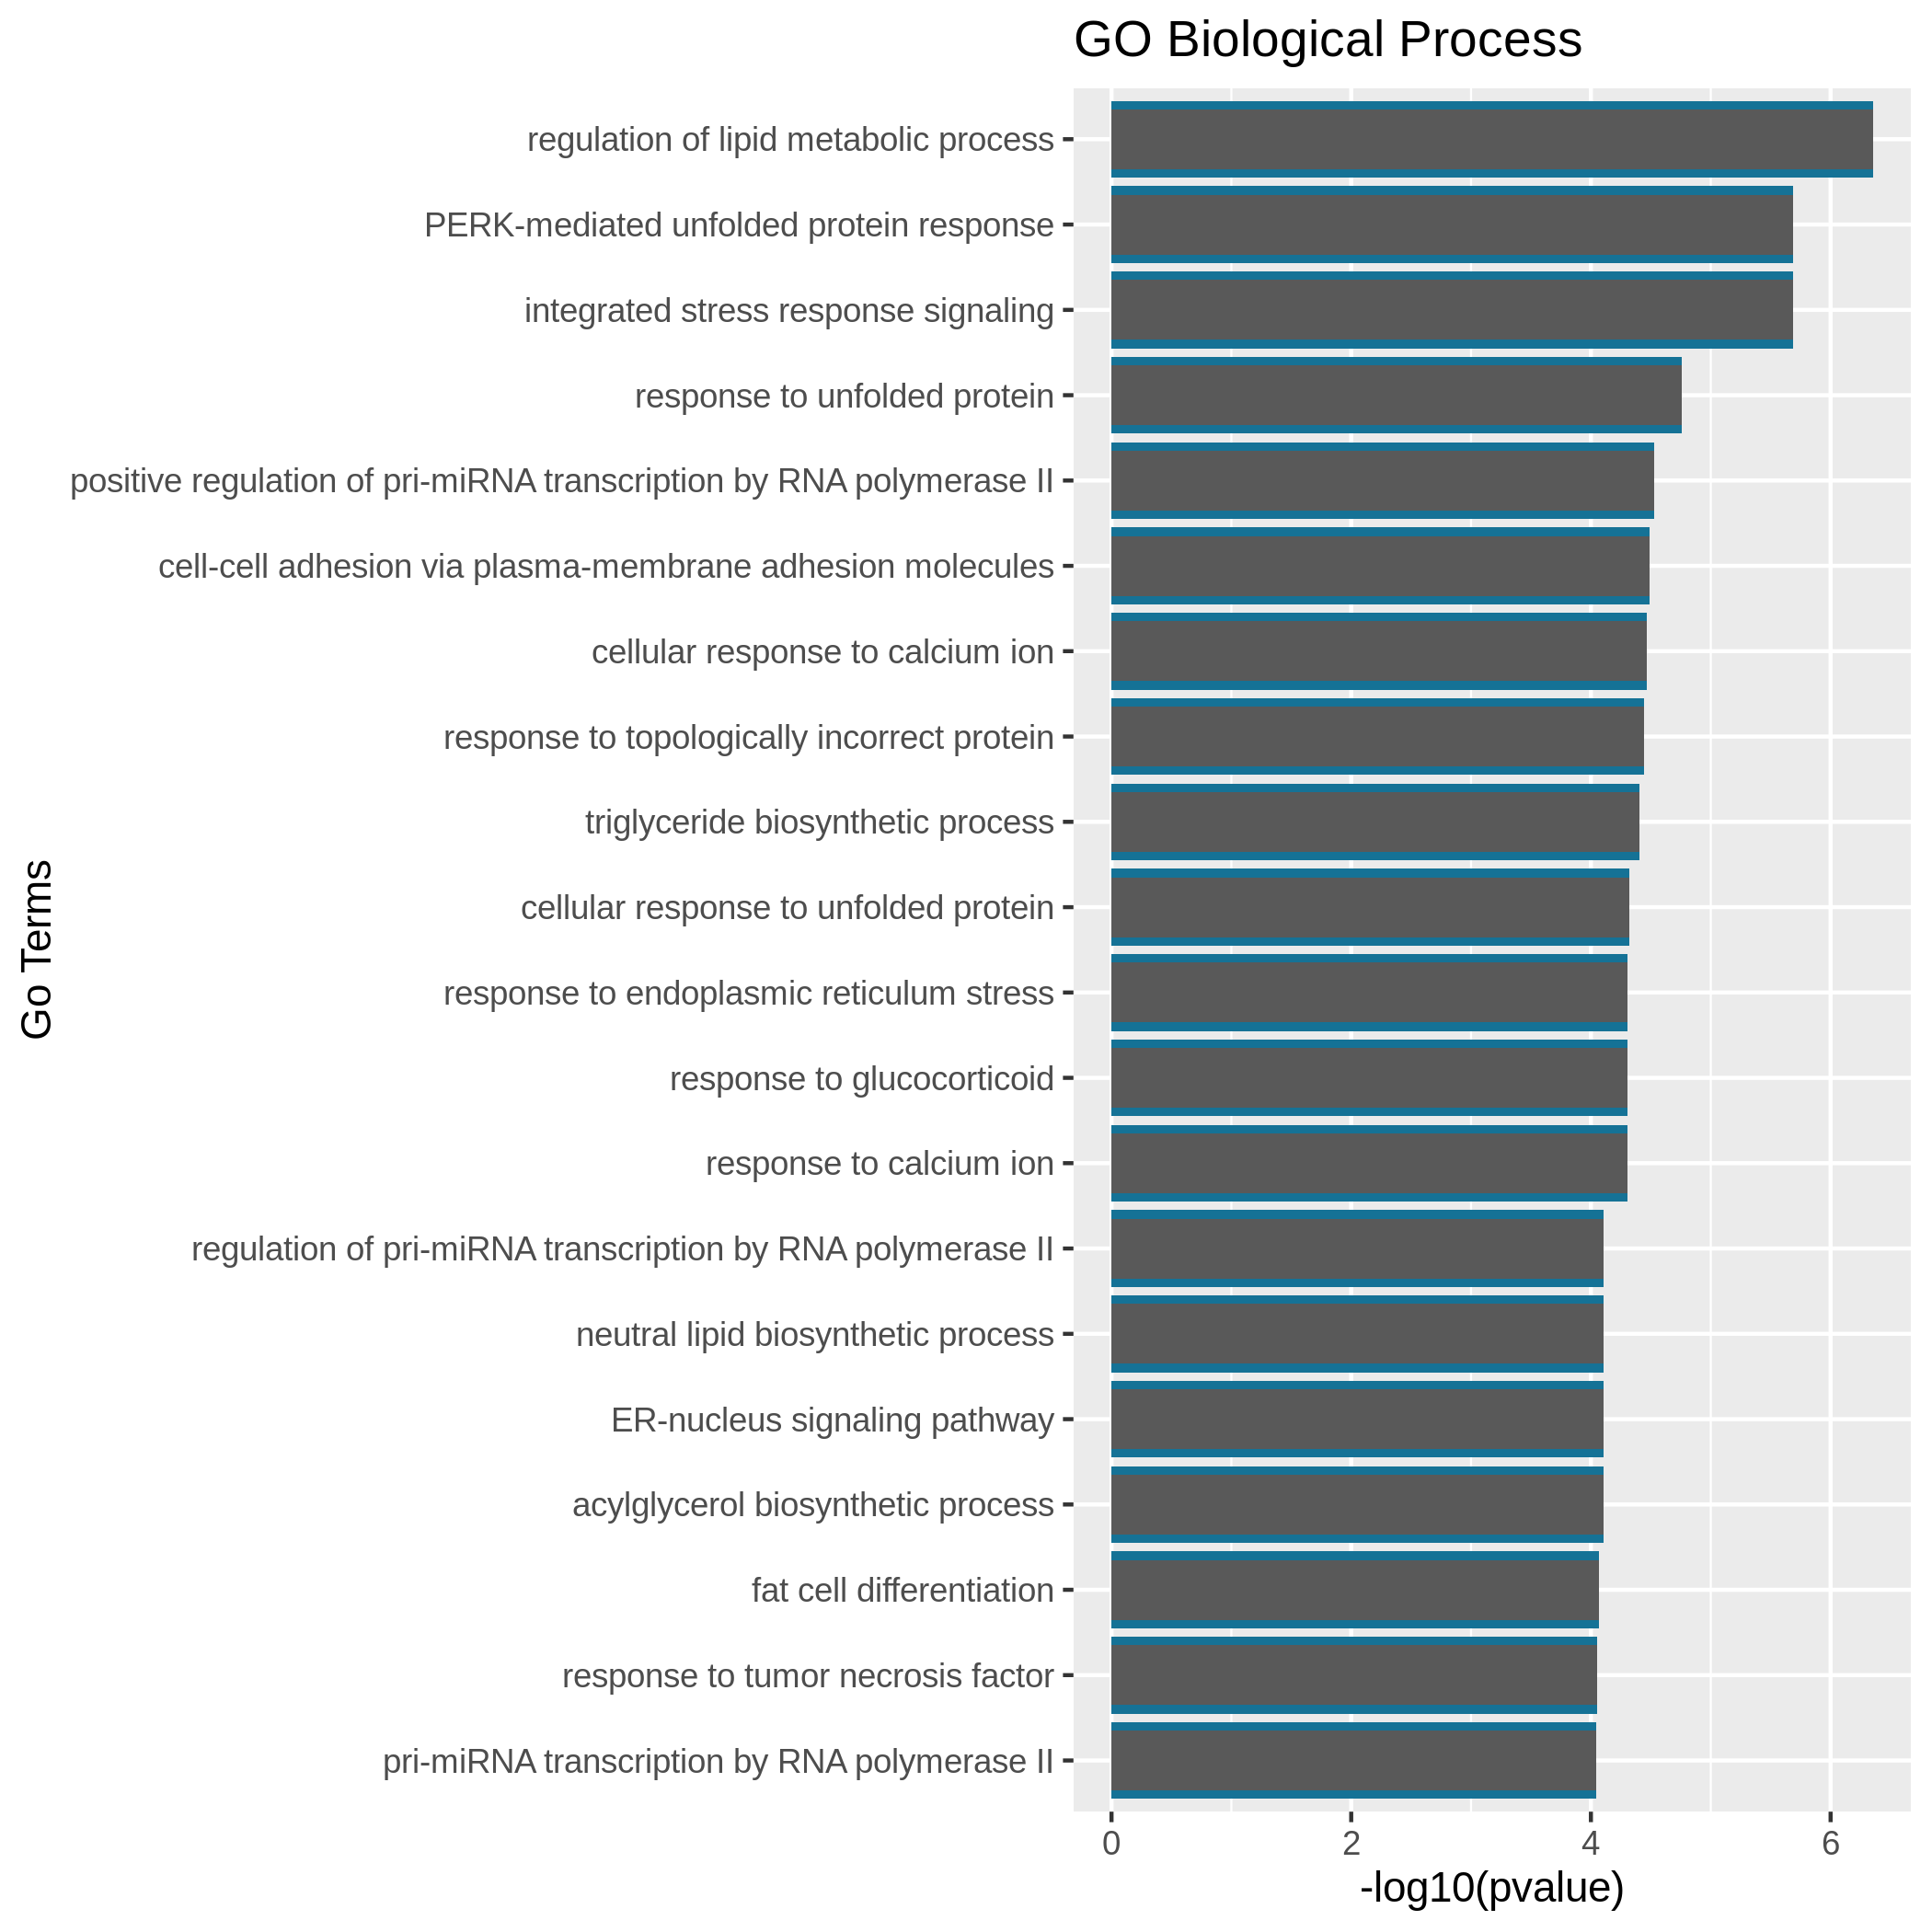 GO Biological Process
regulation of lipid metabolic process
PERK-mediated unfolded protein response
integrated stress response signaling
response to unfolded protein
positive regulation of pri-miRNA transcription by RNA polymerase II
cell-cell adhesion via plasma-membrane adhesion molecules
cellular response to calcium ion
response to topologically incorrect protein
triglyceride biosynthetic process
cellular response to unfolded protein
response to endoplasmic reticulum stress
response to glucocorticoid
response to calcium ion
regulation of pri-miRNA transcription by RNA polymerase II
neutral lipid biosynthetic process
ER-nucleus signaling pathway
acylglycerol biosynthetic process
fat cell differentiation
response to tumor necrosis factor
pri-miRNA transcription by RNA polymerase II
Go Terms
0 2 4 6
-log10(pvalue)